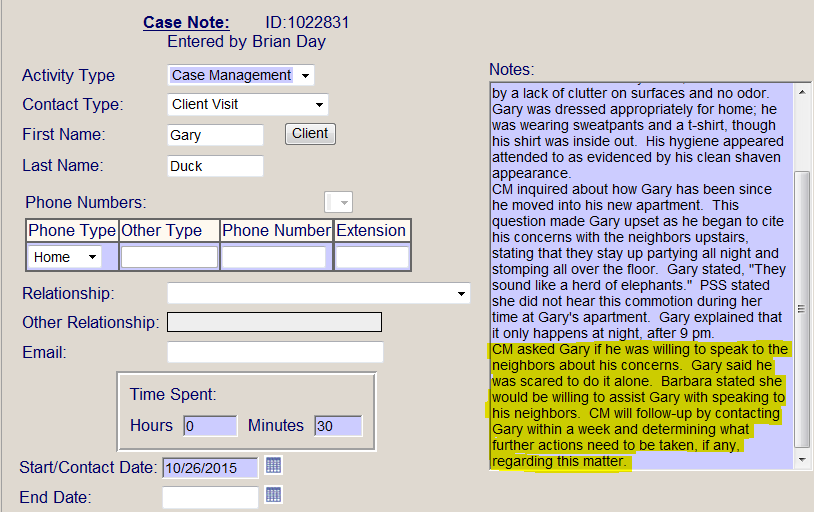 Case Note: ID:1022831
Entered by Brian Day
Activity Type Case Management
Contact Type: Client Visit
First Name: Gary Client
Last Name: Duck
Phone Numbers:
Phone Type Other Type Phone Number Extension
Home
Relationship:
Other Relationship:
Email:
Time Spent:
Hours 0 Minutes 30
Start/Contact Date: 10/26/2015
End Date:
Notes:
by a lack of clutter on surfaces and no odor.
Gary was dressed appropriately for home; he
was wearing sweatpants and a t-shirt, though
his shirt was inside out. His hygiene appeared
attended to as evidenced by his clean shaven
appearance.
CM inquired about how Gary has been since
he moved into his new apartment. This
question made Gary upset as he began to cite
his concerns with the neighbors upstairs,
stating that they stay up partying all night and
stomping all over the floor. Gary stated, "They
sound like a herd of elephants." PSS stated
she did not hear this commotion during her
time at Gary's apartment. Gary explained that
it only happens at night, after 9 pm.
CM asked Gary if he was willing to speak to the
neighbors about his concerns. Gary said he
was scared to do it alone. Barbara stated she
would be willing to assist Gary with speaking to
his neighbors. CM will follow-up by contacting
Gary within a week and determining what
further actions need to be taken, if any,
regarding this matter.